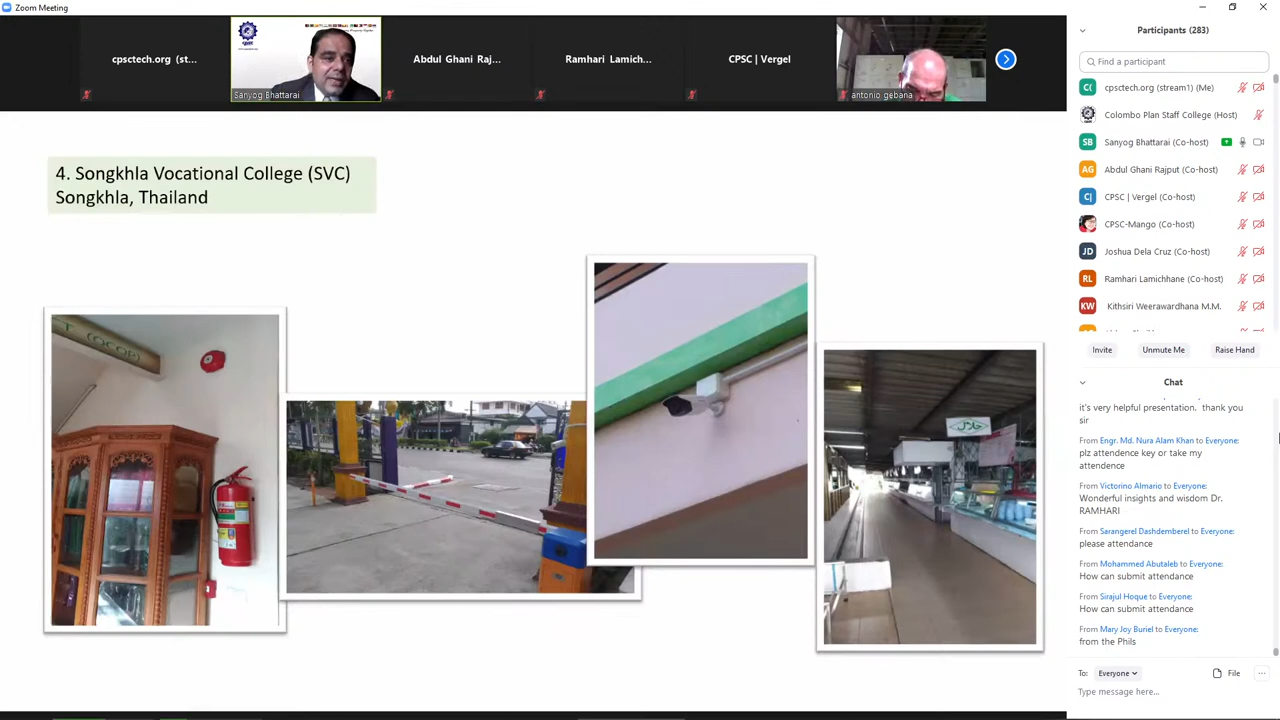 Zoom Meeting
cpsctech.org (st...
Sanyog Bhattarai
Abdul Ghani Raj...
Ramhari Lamich...
CPSC | Vergel
antonio gebana
4. Songkhla Vocational College (SVC)
Songkhla, Thailand
حلال
Participants (283)
Find a participant
C(
cpsctech.org (stream1) (Me)
Colombo Plan Staff College (Host)
SB
Sanyog Bhattarai (Co-host)
AG
Abdul Ghani Rajput (Co-host)
C|
CPSC | Vergel (Co-host)
CPSC-Mango (Co-host)
JD
Joshua Dela Cruz (Co-host)
RL
Ramhari Lamichhane (Co-host)
KW
Kithsiri Weerawardhana M.M.
Invite
Unmute Me
Raise Hand
Chat
it's very helpful presentation. thank you
sir
From Engr. Md. Nura Alam Khan to Everyone:
plz attendence key or take my
attendence
From Victorino Almario to Everyone:
Wonderful insights and wisdom Dr.
RAMHARI
From Sarangerel Dashdemberel to Everyone:
please attendance
From Mohammed Abutaleb to Everyone:
How can submit attendance
From Sirajul Hoque to Everyone:
How can submit attendance
From Mary Joy Buriel to Everyone:
from the Phils
To: Everyone
File
...
Type message here...